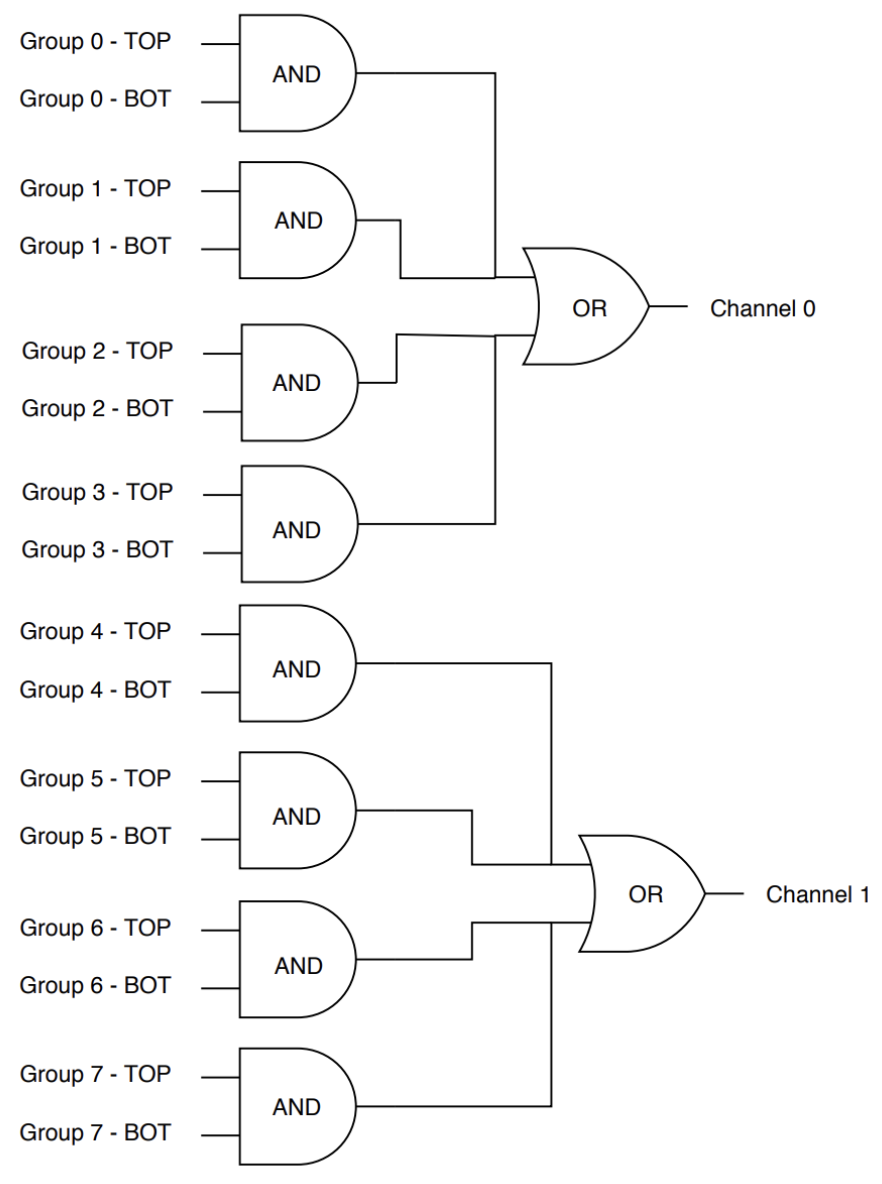 Group 0 - TOP
AND
Group 0 - BOT
Group 1 - TOP
AND
Group 1 - BOT
OR
Channel 0
Group 2 - TOP
AND
Group 2 - BOT
Group 3 - TOP
AND
Group 3 - BOT
Group 4 - TOP
AND
Group 4 - BOT
Group 5 - TOP
AND
Group 5 - BOT
OR
Channel 1
Group 6 - TOP
AND
Group 6 - BOT
Group 7 - TOP
AND
Group 7 - BOT